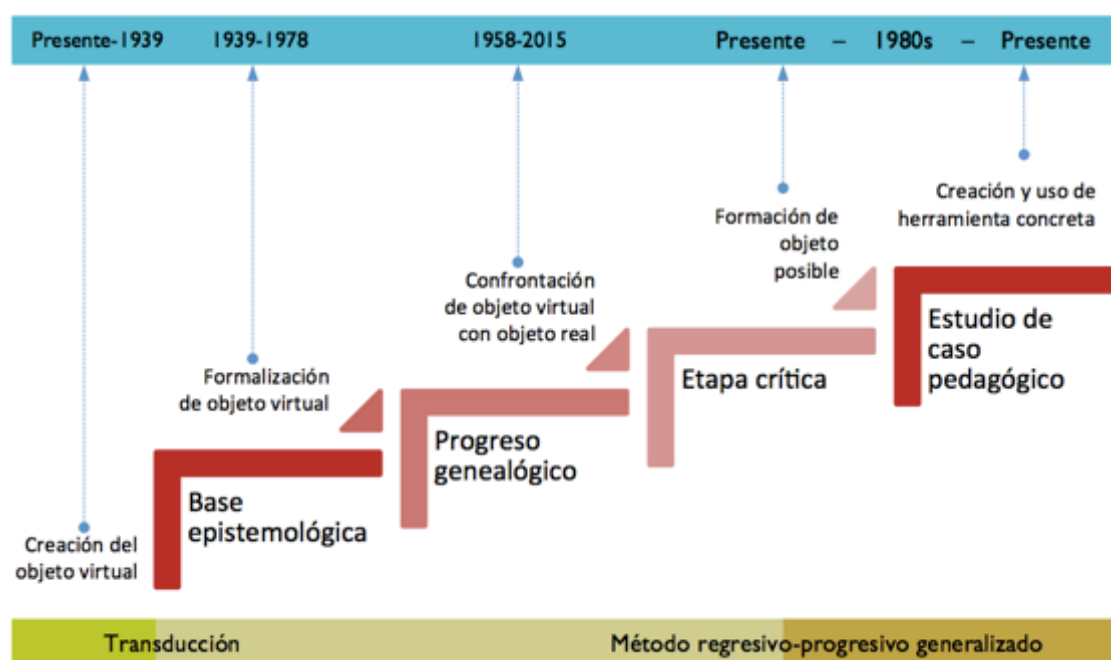 Presente-1939 1939-1978 1958-2015 Presente – 1980s – Presente
Creación y uso de
herramienta concreta
Formación de
objeto
posible
Confrontación
de objeto virtual
con objeto real
Estudio de
caso
pedagógico
Formalización
de objeto virtual
Etapa crítica
Progreso
genealógico
Base
epistemológica
Creación del
objeto virtual
Transducción Método regresivo-progresivo generalizado